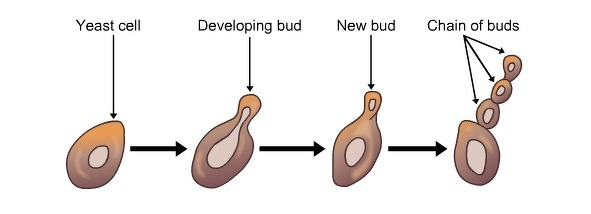 Yeast cell
Developing bud
New bud
Chain of buds